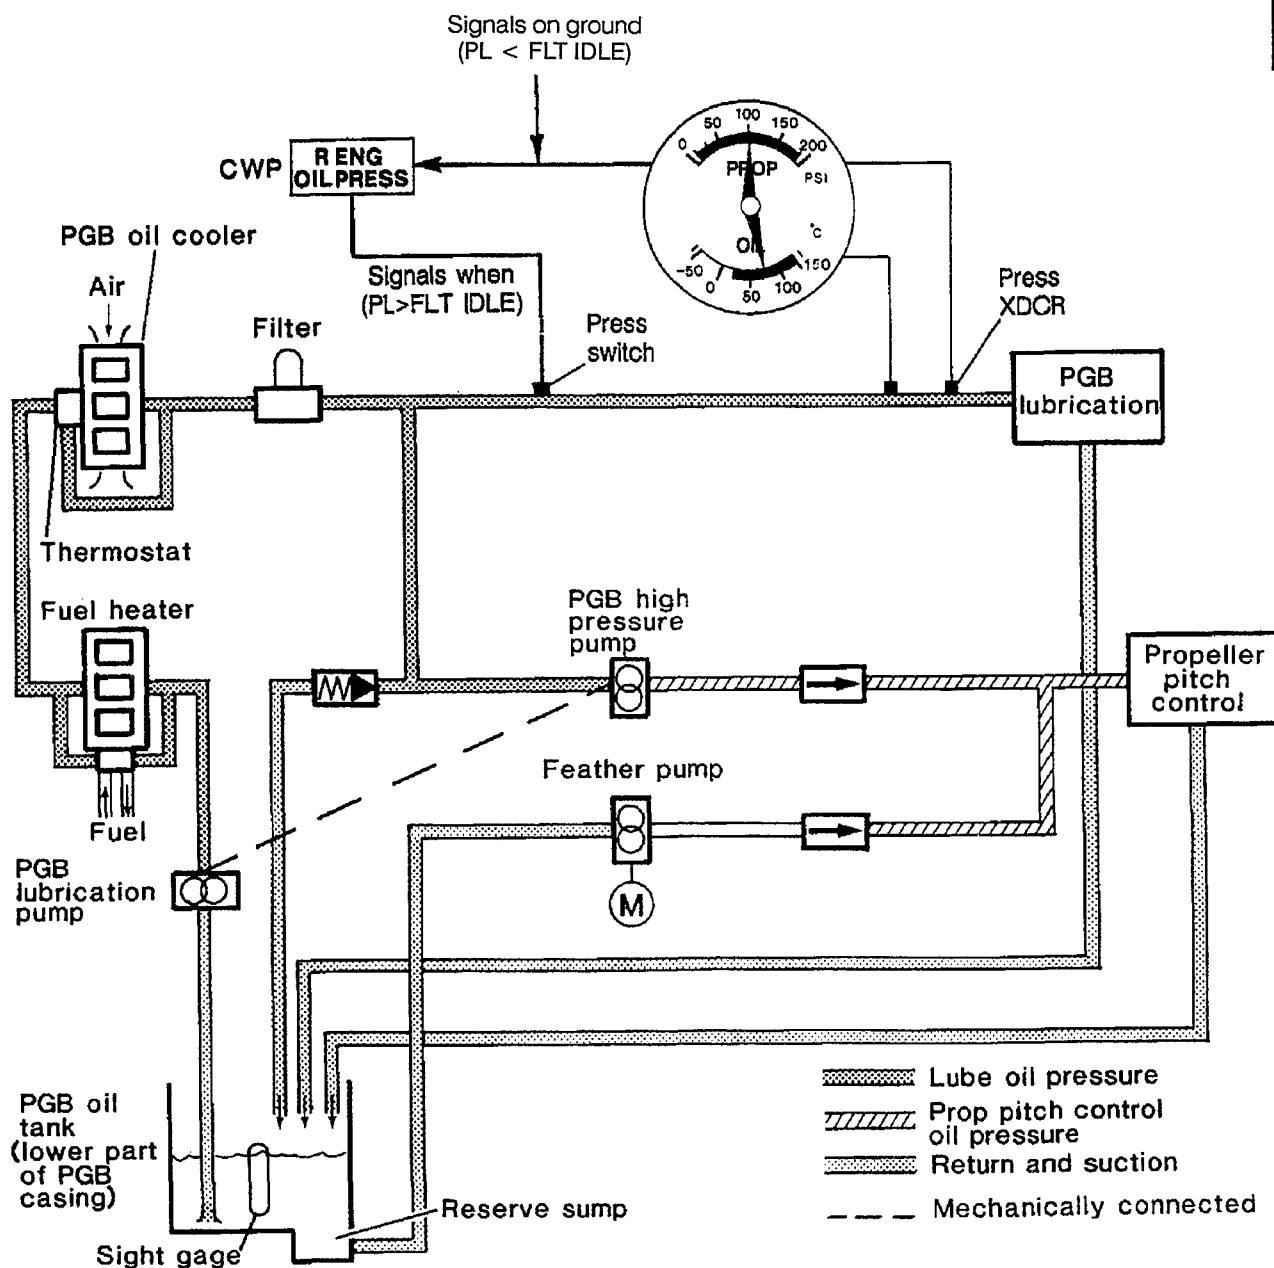 Signals on ground
(PL < FLT IDLE)
CWP
R ENG
OIL PRESS
0
50
100
150
200
PROP
PSI
°C
OIL
-50
0
50
100
150
PGB oil cooler
Air
Signals when
(PL>FLT IDLE)
Filter
Press
switch
Press
XDCR
PGB
lubrication
Thermostat
Fuel heater
PGB high
pressure
pump
Propeller
pitch
control
Feather pump
Fuel
PGB
lubrication
pump
M
PGB oil
tank
(lower part
of PGB
casing)
Sight gage
Reserve sump
Lube oil pressure
Prop pitch control
oil pressure
Return and suction
Mechanically connected